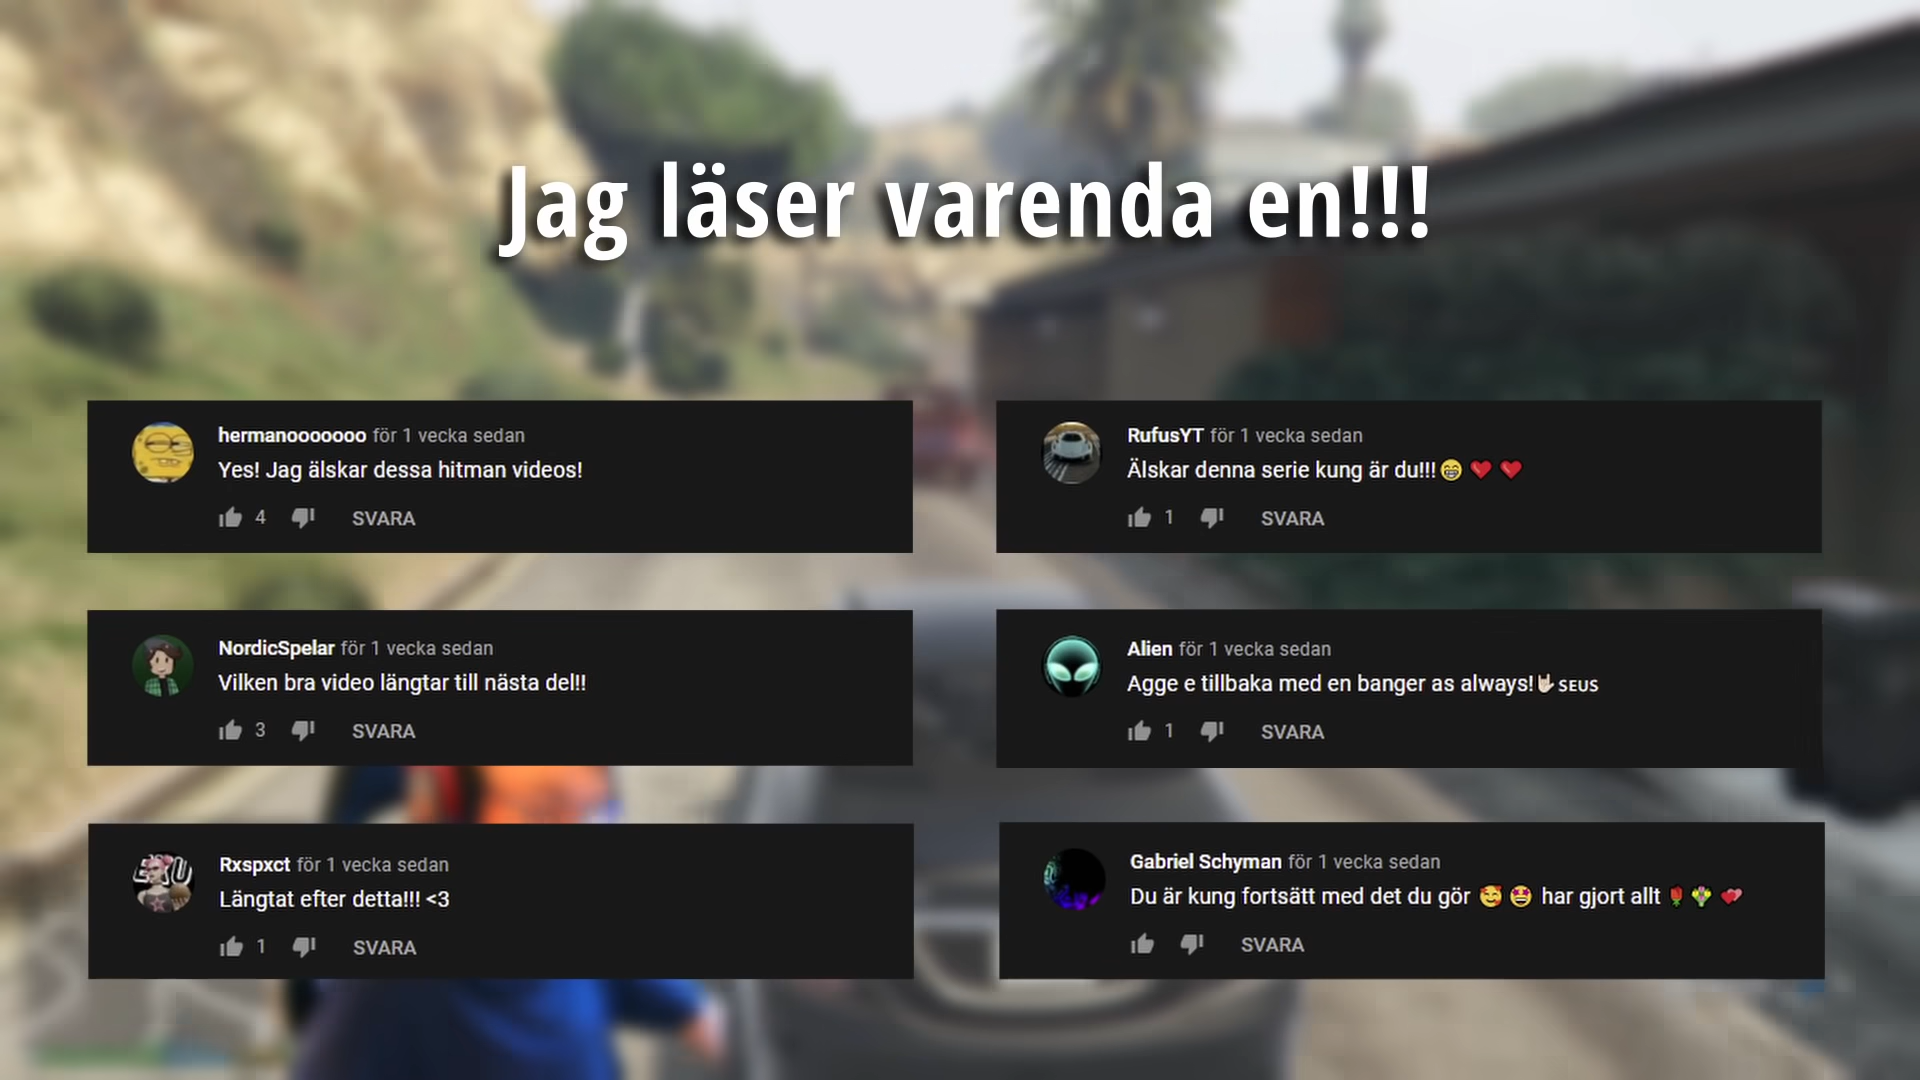 Jag läser varenda en!!!
hermanooooooo för 1 vecka sedan
Yes! Jag älskar dessa hitman videos!
4 SVARA
RufusYT för 1 vecka sedan
Älskar denna serie kung är du!!!😁❤️❤️
1 SVARA
NordicSpelar för 1 vecka sedan
Vilken bra video längtar till nästa del!!
3 SVARA
Alien för 1 vecka sedan
Agge e tillbaka med en banger as always!🤟🏻 sᴇᴜs
1 SVARA
Rxspxct för 1 vecka sedan
Längtat efter detta!!! <3
1 SVARA
Gabriel Schyman för 1 vecka sedan
Du är kung fortsätt med det du gör 🥰🤩 har gjort allt🌹💐💕
SVARA